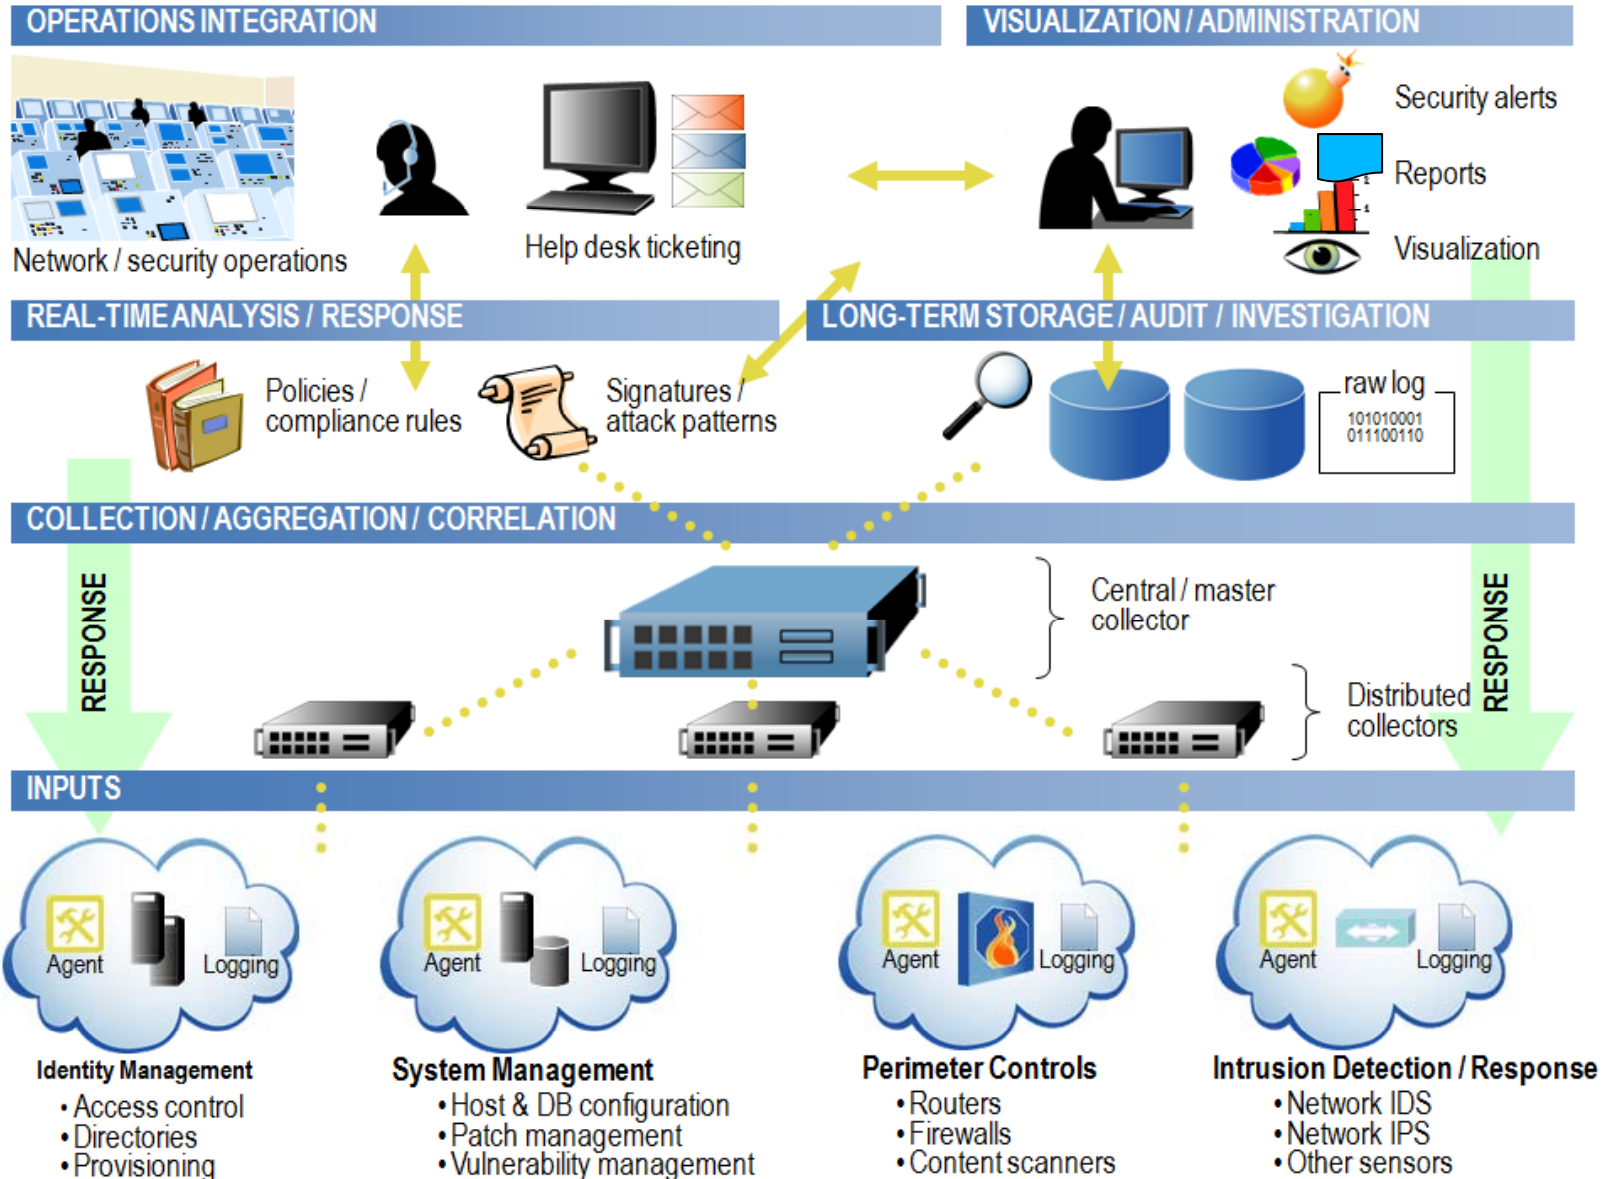 OPERATIONS INTEGRATION
VISUALIZATION / ADMINISTRATION
Security alerts
Reports
Visualization
Network / security operations
Help desk ticketing
REAL-TIME ANALYSIS / RESPONSE
LONG-TERM STORAGE / AUDIT / INVESTIGATION
Policies /
compliance rules
Signatures /
attack patterns
raw log
101010001
011100110
COLLECTION / AGGREGATION / CORRELATION
RESPONSE
Central / master
collector
Distributed
collectors
RESPONSE
INPUTS
Agent
Logging
Agent
Logging
Agent
Logging
Agent
Logging
Identity Management
• Access control
• Directories
• Provisioning
System Management
• Host & DB configuration
• Patch management
• Vulnerability management
Perimeter Controls
• Routers
• Firewalls
• Content scanners
Intrusion Detection / Response
• Network IDS
• Network IPS
• Other sensors